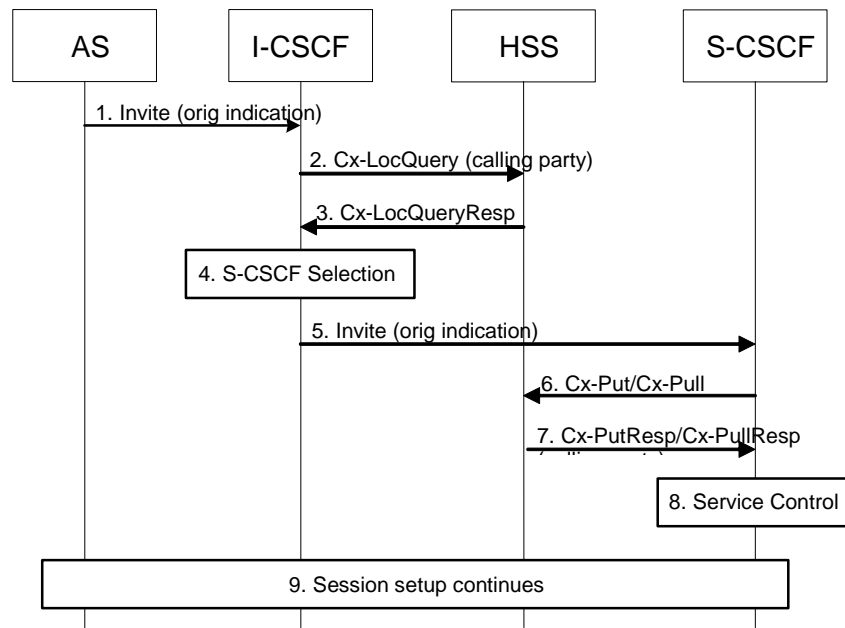 AS I-CSCF HSS S-CSCF
1. Invite (orig indication)
2. Cx-LocQuery (calling party)
3. Cx-LocQueryResp
4. S-CSCF Selection
5. Invite (orig indication)
6. Cx-Put/Cx-Pull
7. Cx-PutResp/Cx-PullResp
8. Service Control
9. Session setup continues